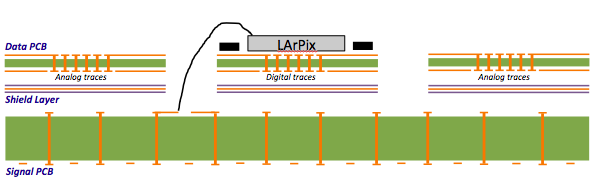 LArPix
Data PCB
Analog traces
Digital traces
Analog traces
Shield Layer
Signal PCB